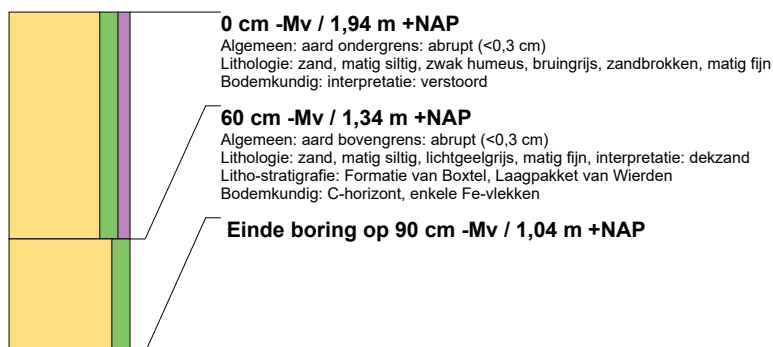 0 cm -Mv / 1,94 m +NAP
Algemeen: aard ondergrens: abrupt (<0,3 cm)
Lithologie: zand, matig siltig, zwak humeus, bruingrijs, zandbrokken, matig fijn
Bodemkundig: interpretatie: verstoord
60 cm -Mv / 1,34 m +NAP
Algemeen: aard bovengrens: abrupt (<0,3 cm)
Lithologie: zand, matig siltig, lichtgeelgrijs, matig fijn, interpretatie: dekzand
Litho-stratigrafie: Formatie van Boxtel, Laagpakket van Wierden
Bodemkundig: C-horizont, enkele Fe-vlekken
Einde boring op 90 cm -Mv / 1,04 m +NAP